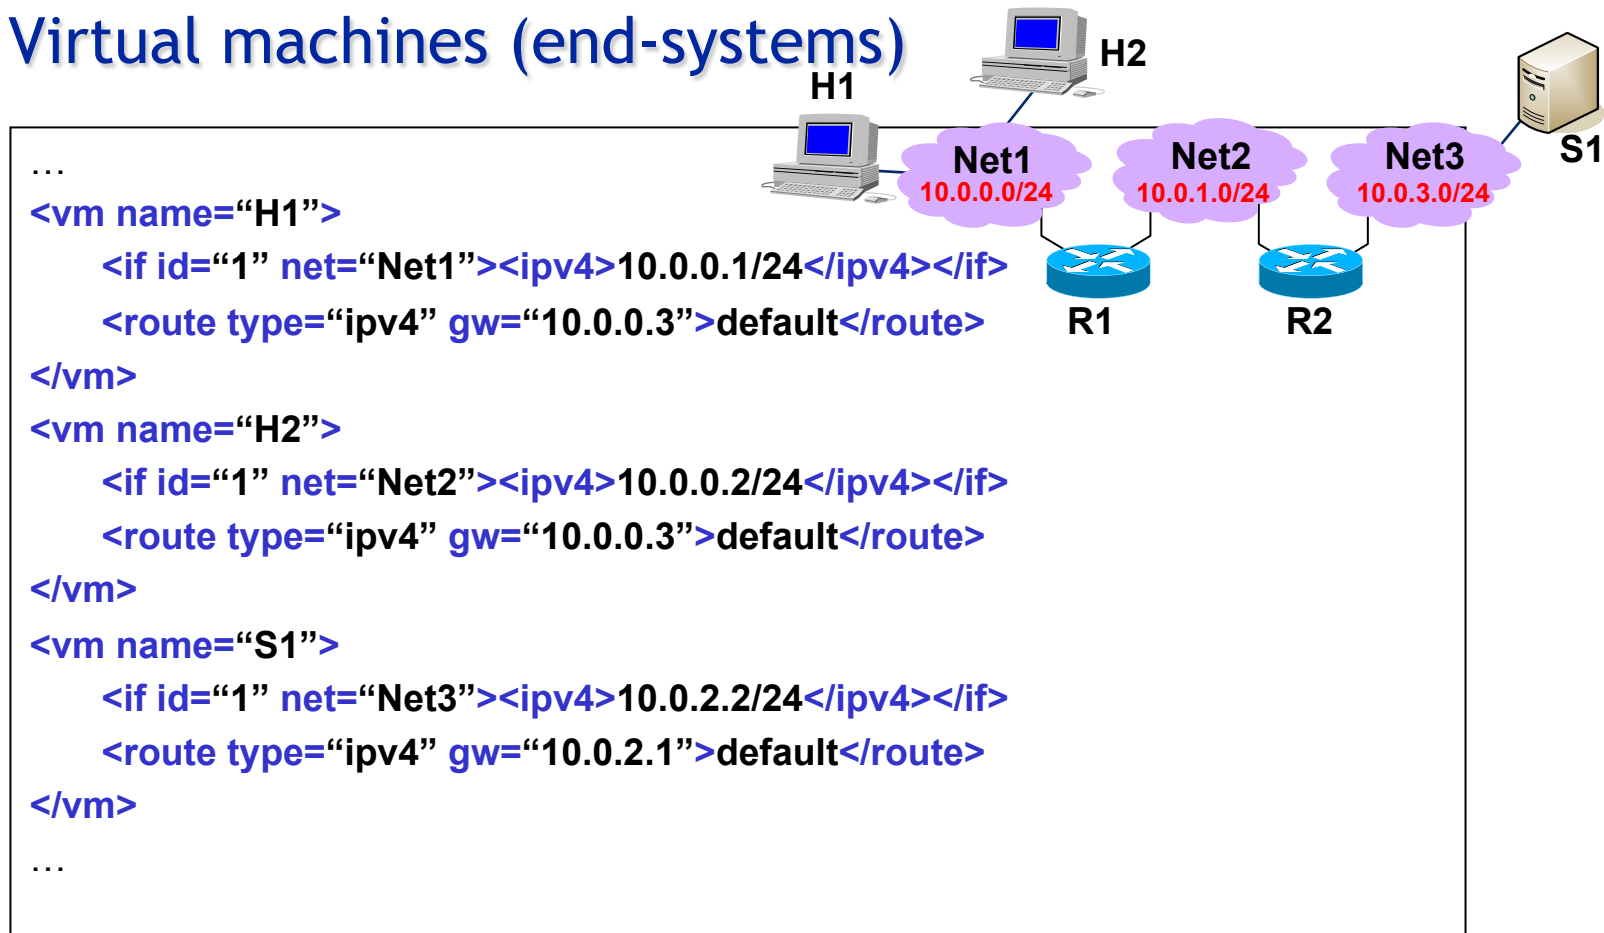 Virtual machines (end-systems)
H1
H2
S1
Net1
10.0.0.0/24
Net2
10.0.1.0/24
Net3
10.0.3.0/24
R1
R2
…
<vm name=“H1”>
<if id=“1” net=“Net1”><ipv4>10.0.0.1/24</ipv4></if>
<route type=“ipv4” gw=“10.0.0.3”>default</route>
</vm>
<vm name=“H2”>
<if id=“1” net=“Net2”><ipv4>10.0.0.2/24</ipv4></if>
<route type=“ipv4” gw=“10.0.0.3”>default</route>
</vm>
<vm name=“S1”>
<if id=“1” net=“Net3”><ipv4>10.0.2.2/24</ipv4></if>
<route type=“ipv4” gw=“10.0.2.1”>default</route>
</vm>
…